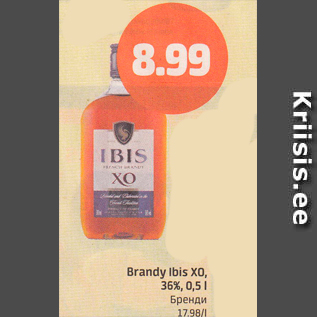 8.99
IBIS
FRENCH BRANDY
XO
Brandy Ibis XO,
36%, 0,5 l
Бренди
17.98/l
Kriisis.ee